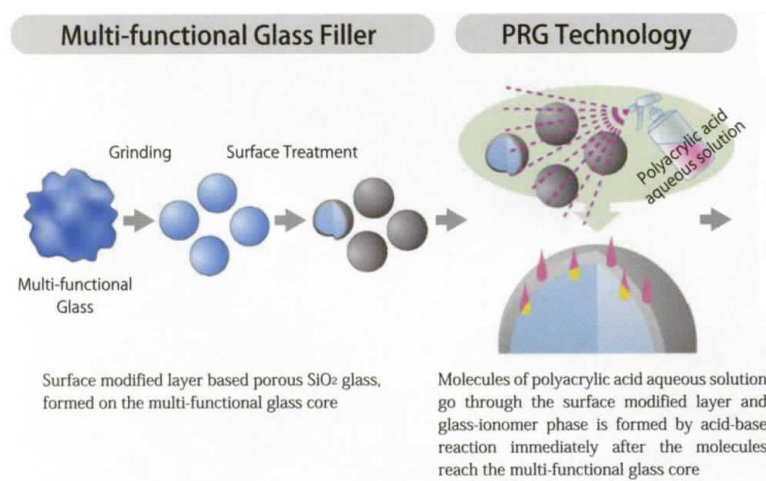 Multi-functional Glass Filler
PRG Technology
Grinding
Surface Treatment
Polyacrylic acid
aqueous solution
Multi-functional
Glass
Surface modified layer based porous SiO₂ glass,
formed on the multi-functional glass core
Molecules of polyacrylic acid aqueous solution
go through the surface modified layer and
glass-ionomer phase is formed by acid-base
reaction immediately after the molecules
reach the multi-functional glass core